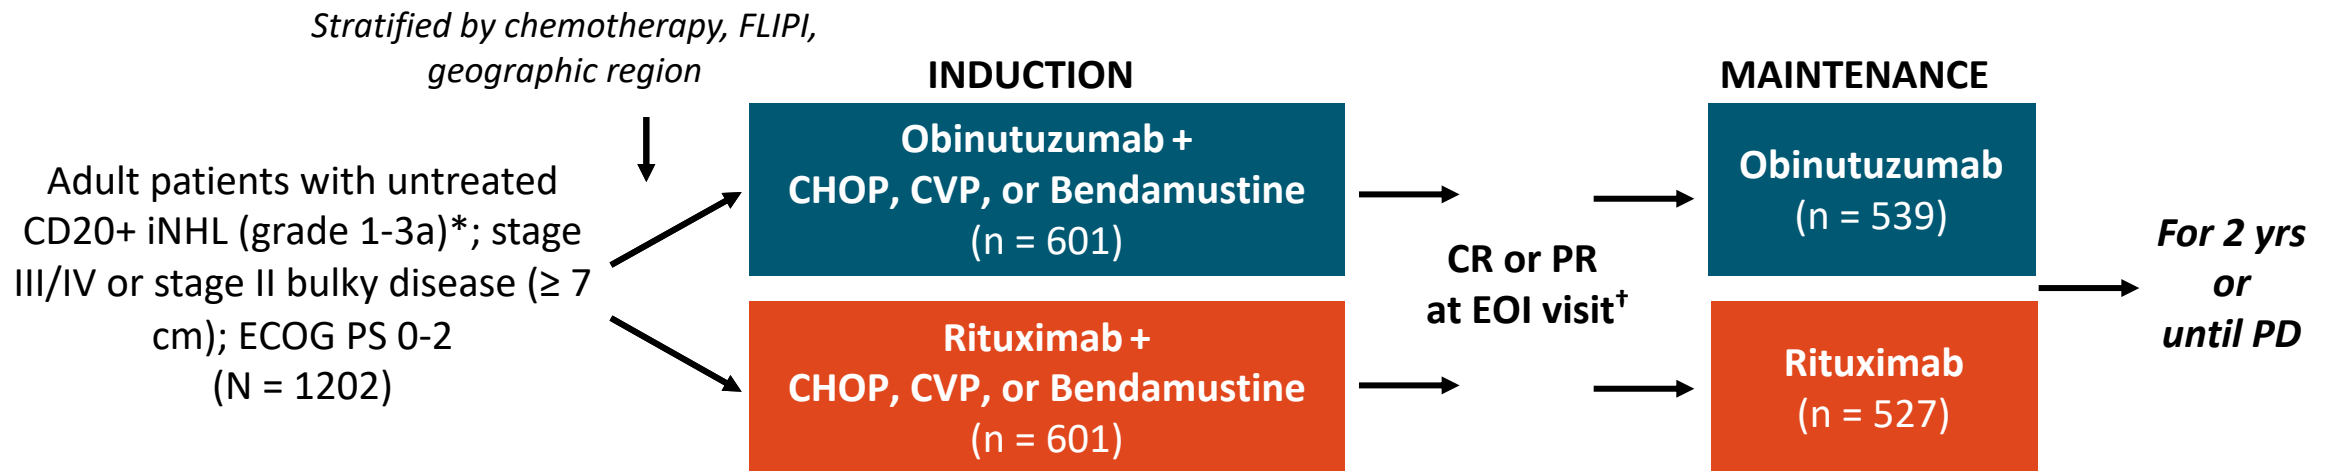 Stratified by chemotherapy, FLIPI,
geographic region
Adult patients with untreated
CD20+ iNHL (grade 1-3a)*; stage
III/IV or stage II bulky disease (≥ 7
cm); ECOG PS 0-2
(N = 1202)
INDUCTION
Obinutuzumab +
CHOP, CVP, or Bendamustine
(n = 601)
Rituximab +
CHOP, CVP, or Bendamustine
(n = 601)
CR or PR
at EOI visit†
MAINTENANCE
Obinutuzumab
(n = 539)
Rituximab
(n = 527)
For 2 yrs
or
until PD